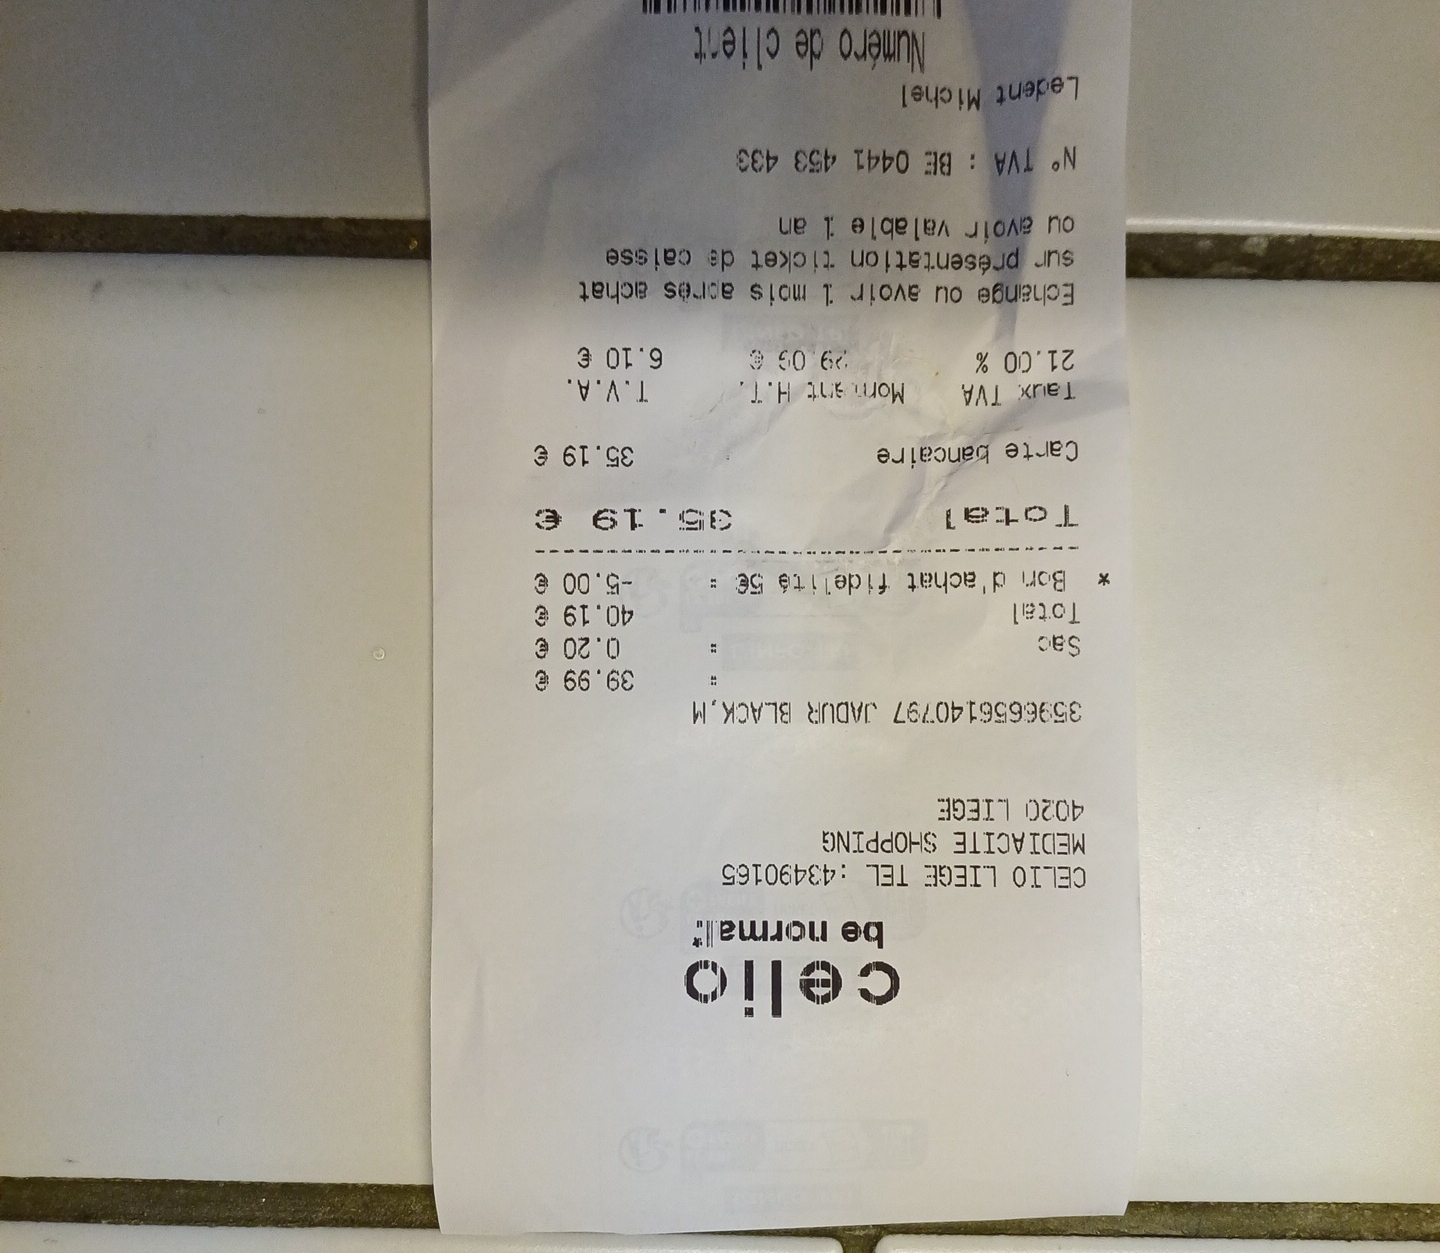 celio
be normal*
CELIO LIEGE TEL :43490165
MEDIACITE SHOPPING
4020 LIEGE
3596656140797 JADUR BLACK,M
= 39.99 €
Sac = 0.20 €
Total 40.19 €
* Bon d'achat fidelité 5€ = -5.00 €
Total 35.19 €
Carte bancaire 35.19 €
Taux TVA Montant H.T. T.V.A.
21.00 % 29.09 € 6.10 €
Echange ou avoir 1 mois après achat
sur présentation ticket de caisse
ou avoir valable 1 an
N° TVA : BE 0441 453 433
Ledent Michel
Numéro de client